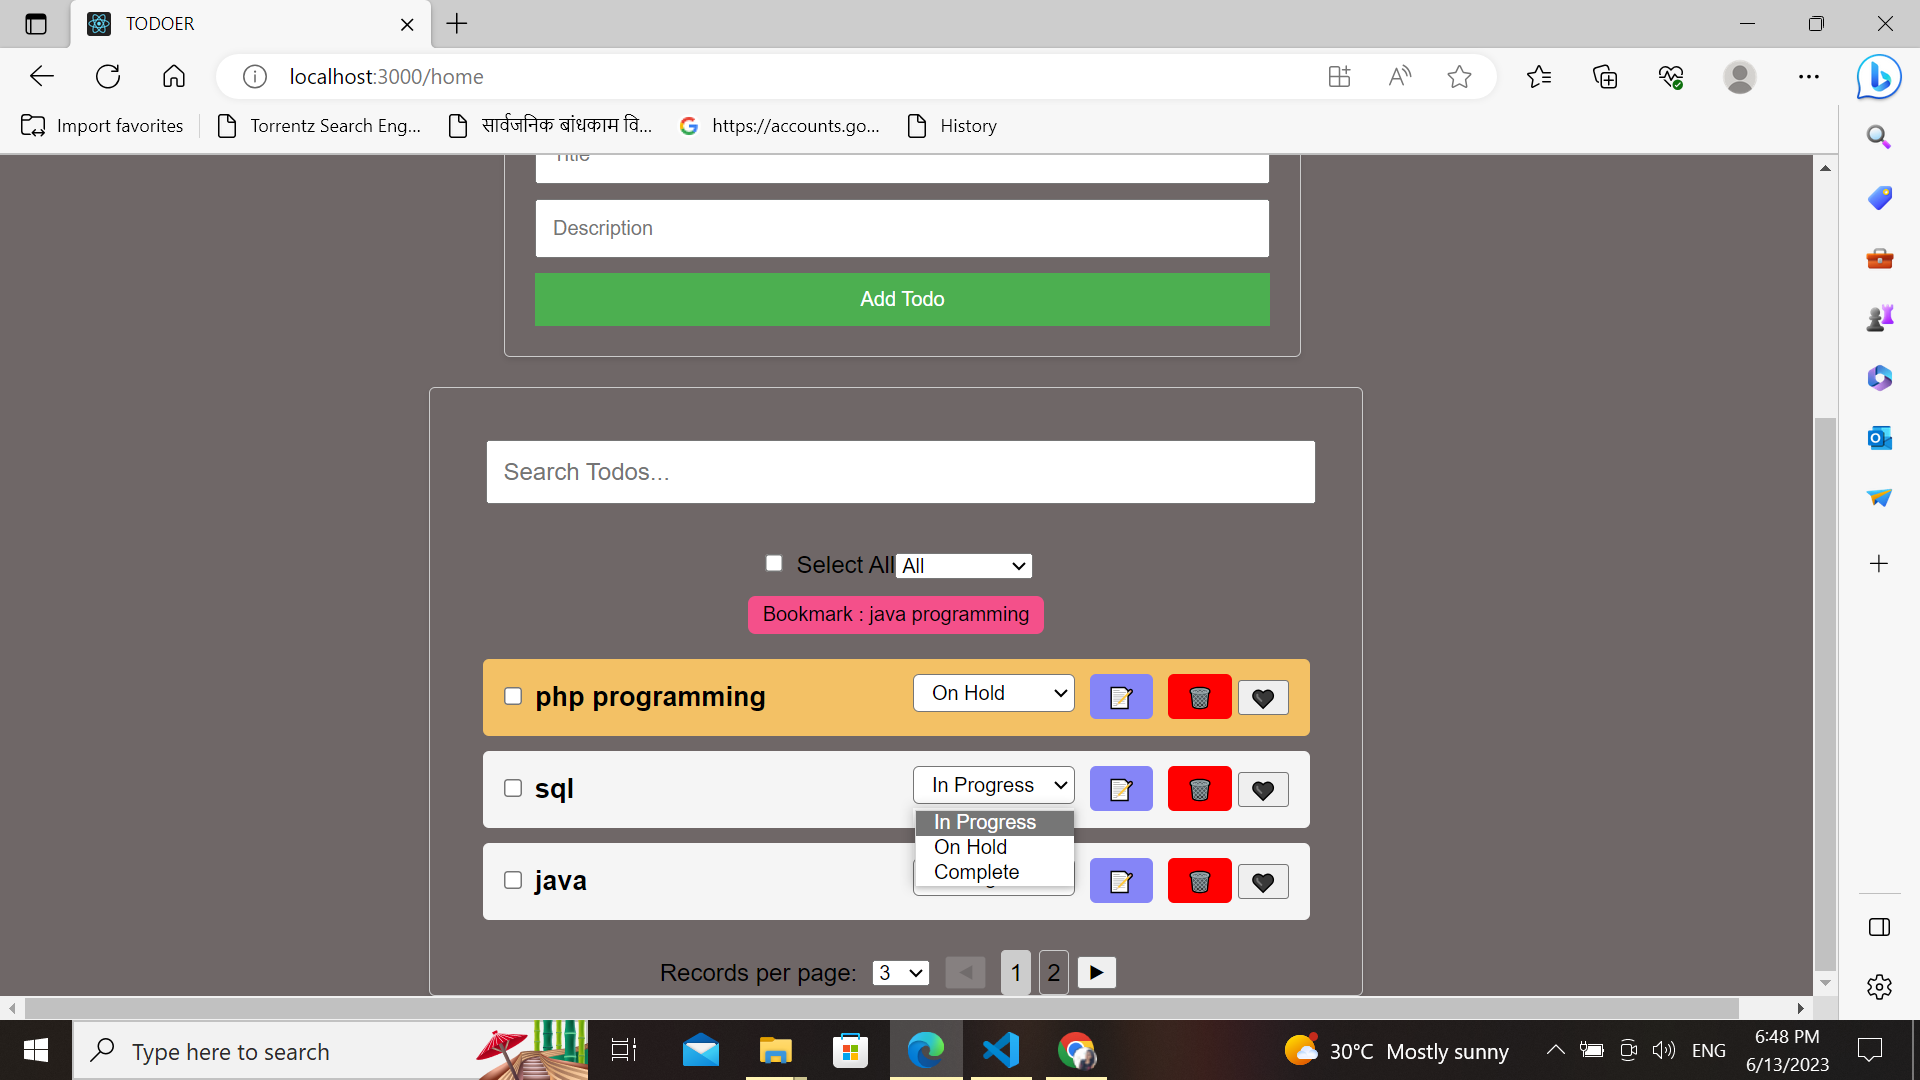 TODOER
localhost:3000/home
Import favorites
Torrentz Search Eng...
सार्वजनिक बांधकाम वि...
https://accounts.go...
History
Title
Description
Add Todo
Search Todos...
Select All All
Bookmark : java programming
php programming On Hold
sql In Progress
In Progress
On Hold
Complete
java
Records per page: 3 1 2
Type here to search
30°C Mostly sunny
ENG
6:48 PM
6/13/2023